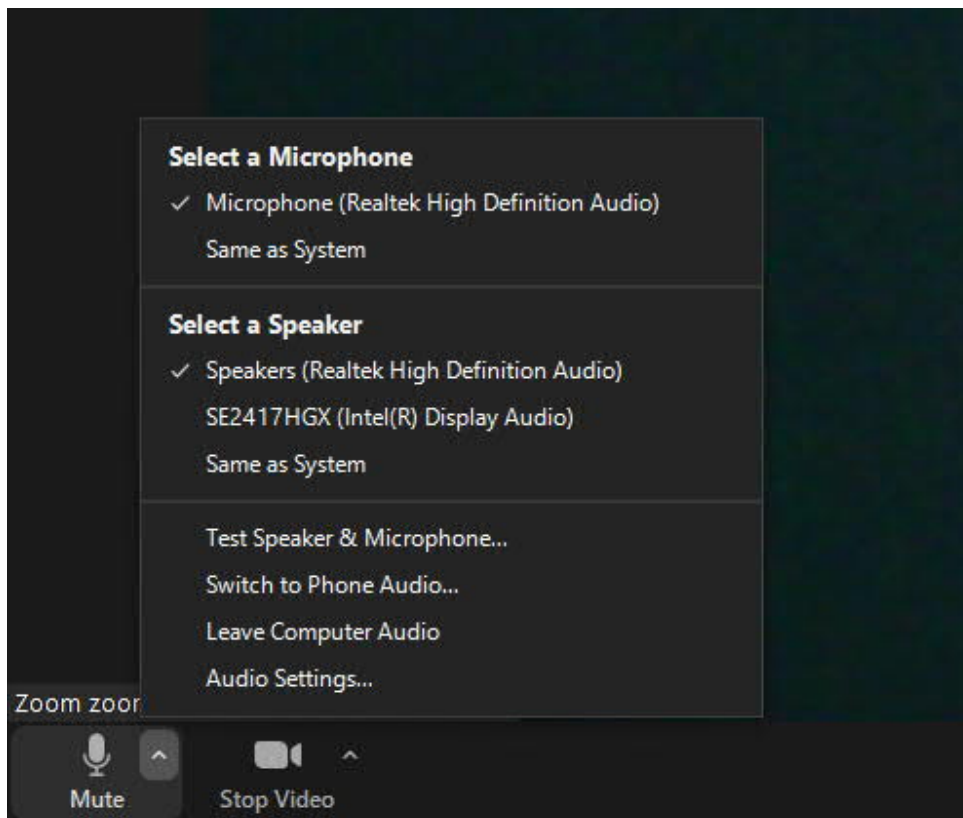 Select a Microphone
Microphone (Realtek High Definition Audio)
Same as System
Select a Speaker
Speakers (Realtek High Definition Audio)
SE2417HGX (Intel(R) Display Audio)
Same as System
Test Speaker & Microphone...
Switch to Phone Audio...
Leave Computer Audio
Audio Settings...
Zoom
Mute
Stop Video